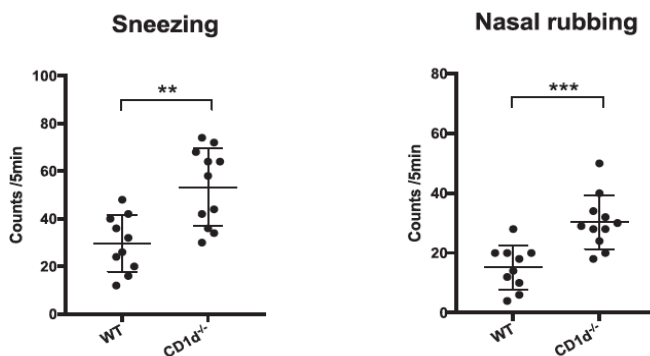 Sneezing
Counts /5min
100
80
60
40
20
0
**
WT
CD1d-/-
Nasal rubbing
Counts /5min
80
60
40
20
0
***
WT
CD1d-/-